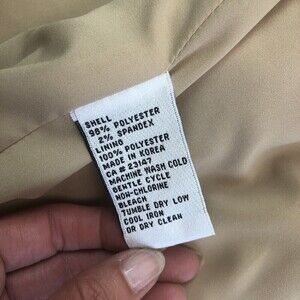 SHELL
98% POLYESTER
2% SPANDEX
LINING
100% POLYESTER
MADE IN KOREA
CA # 23147
MACHINE WASH COLD
GENTLE CYCLE
NON-CHLORINE
BLEACH
TUMBLE DRY LOW
COOL IRON
OR DRY CLEAN